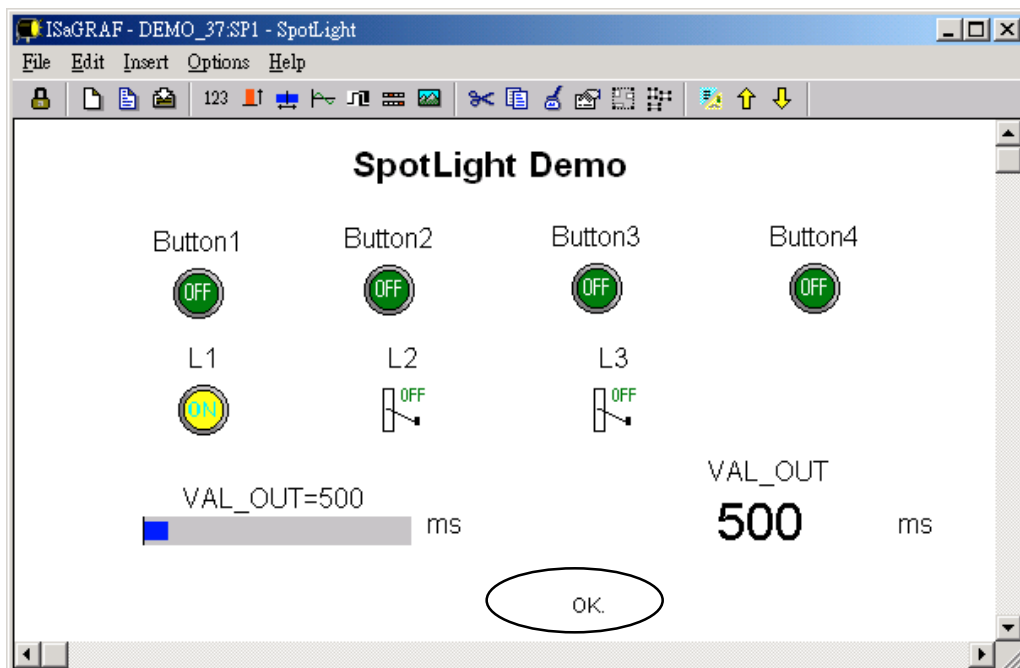 ISaGRAF - DEMO_37:SP1 - SpotLight
File Edit Insert Options Help
123
SpotLight Demo
Button1 Button2 Button3 Button4
OFF OFF OFF OFF
L1 L2 L3
ON OFF OFF
VAL_OUT=500 ms
VAL_OUT
500 ms
OK.